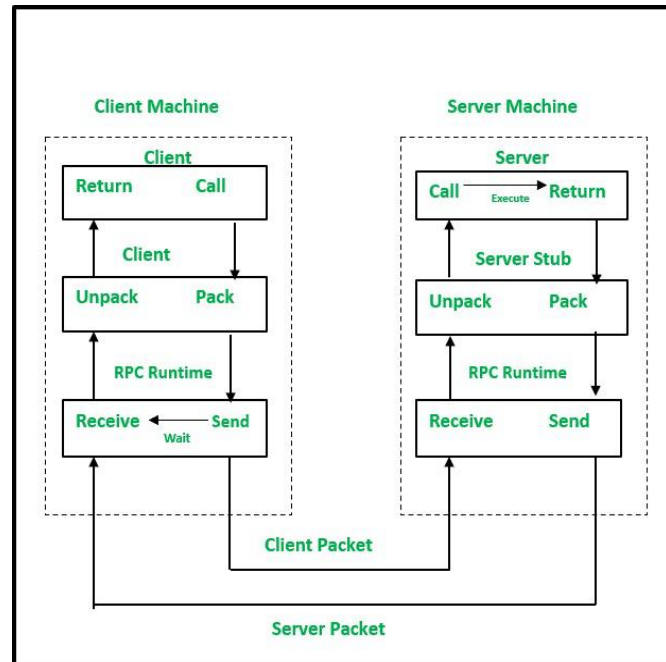 Client Machine
Server Machine
Client
Server
Return Call
Call Execute Return
Client
Server Stub
Unpack Pack
Unpack Pack
RPC Runtime
RPC Runtime
Receive Wait Send
Receive Send
Client Packet
Server Packet